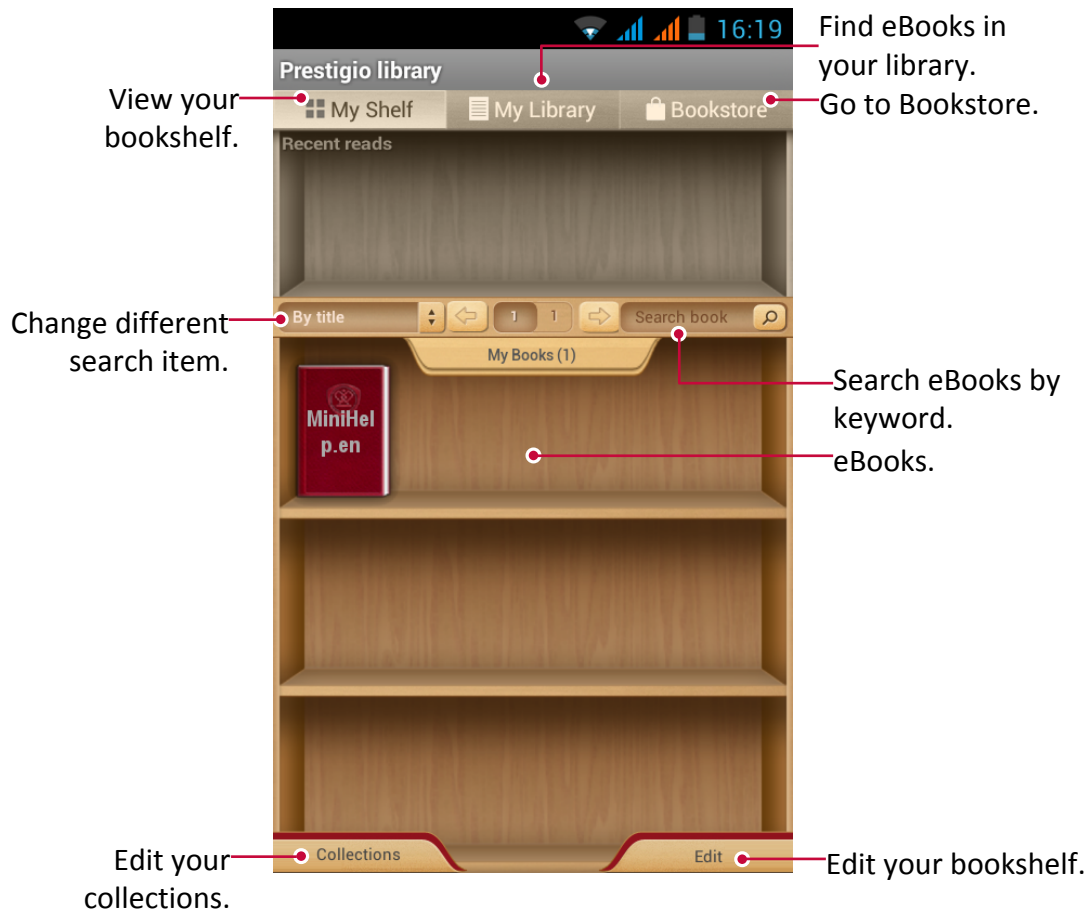 16:19
Find eBooks in
your library.
Prestigio library
View your
bookshelf.
My Shelf
My Library
Bookstore
Go to Bookstore.
Recent reads
Change different
search item.
By title
1
1
Search book
My Books (1)
MiniHel
p.en
Search eBooks by
keyword.
eBooks.
Edit your
collections.
Collections
Edit
Edit your bookshelf.